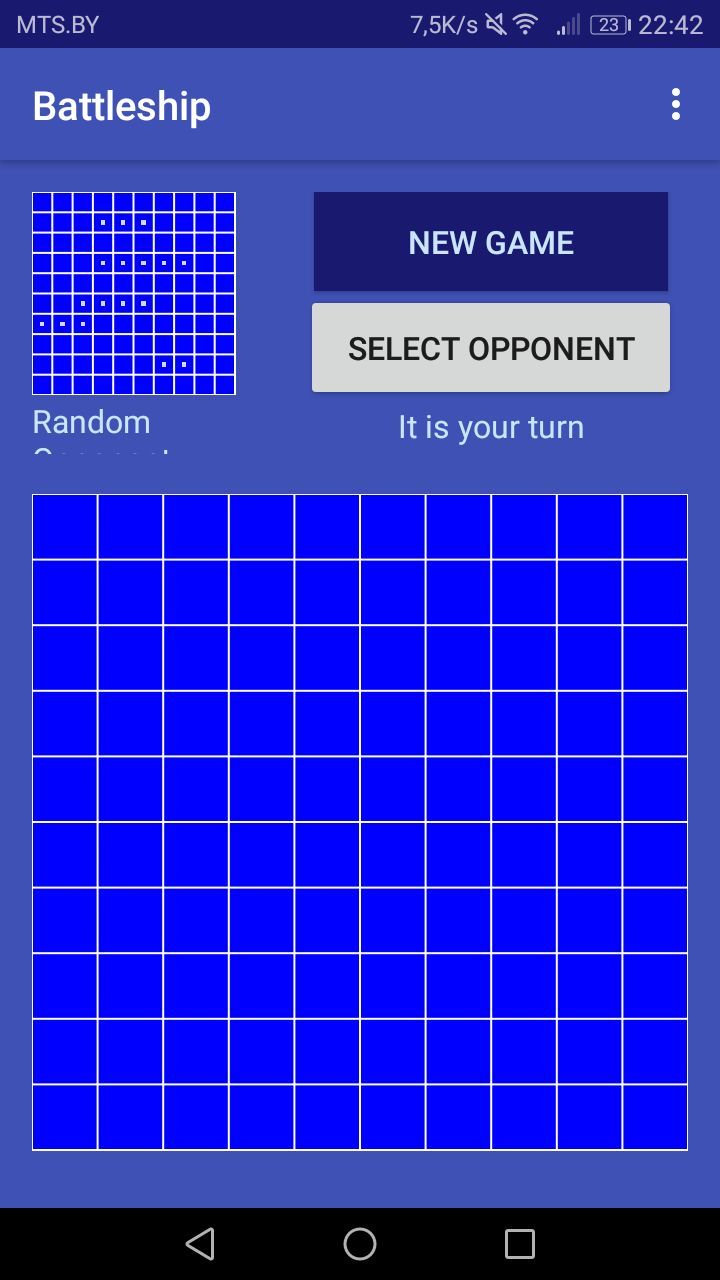 MTS.BY 7,5K/s 23 22:42
Battleship
NEW GAME
SELECT OPPONENT
Random
It is your turn